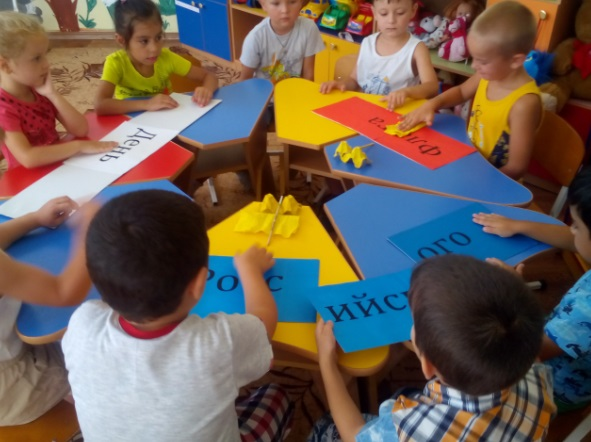 День
Росс
ийск
ого
Флага